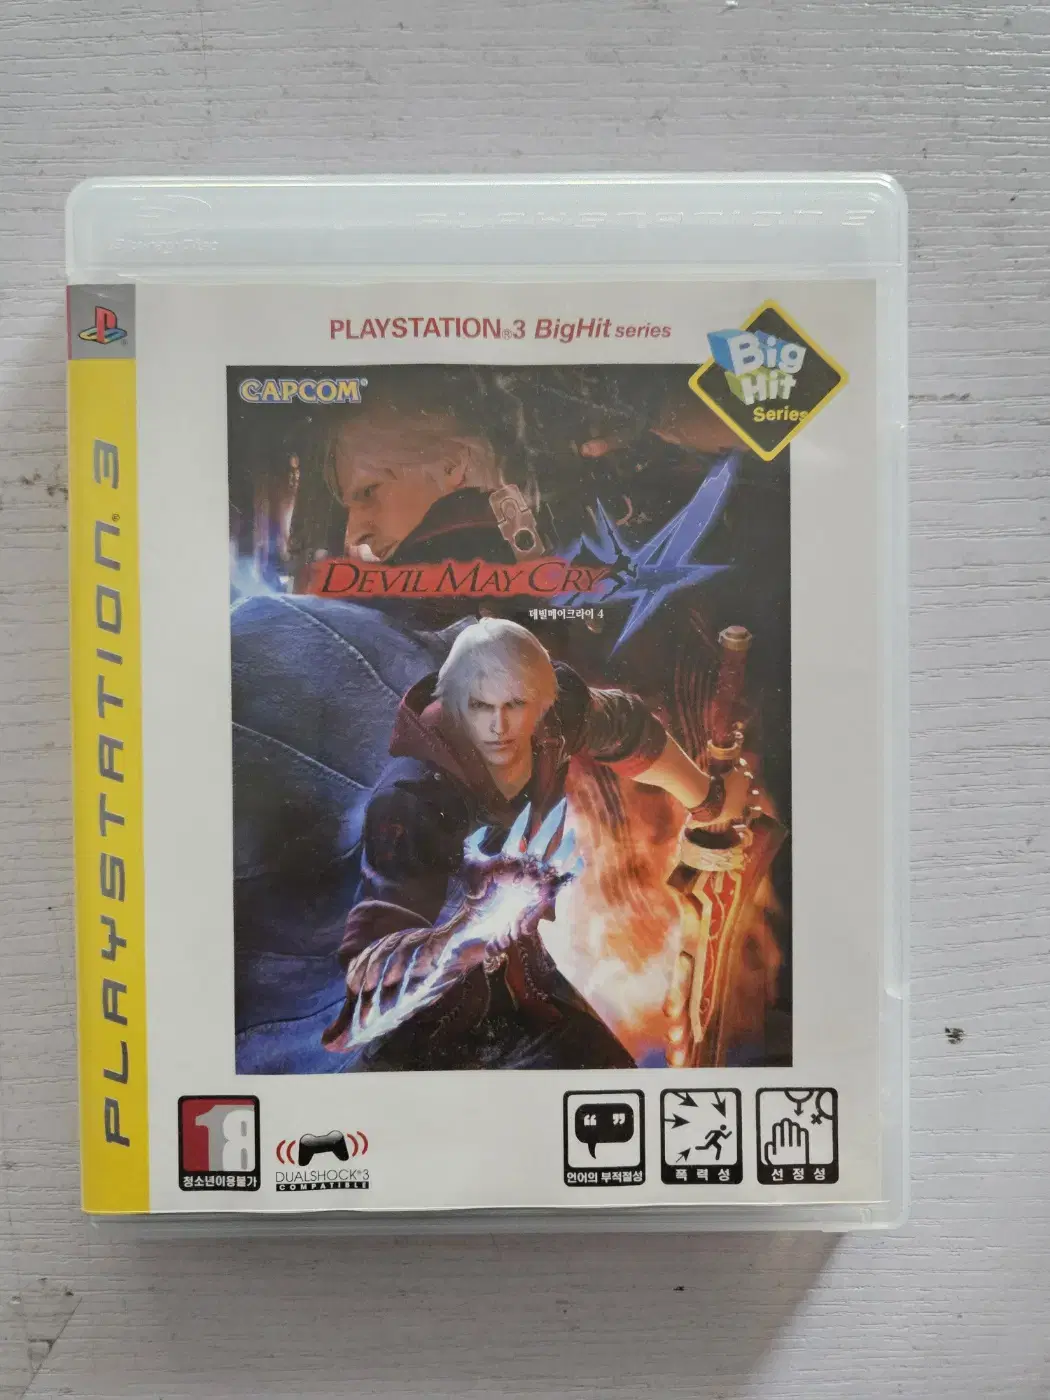 PLAYSTATION®3 BigHit series
Big
Hit
Series
CAPCOM®
DEVIL MAY CRY 4
데빌메이크라이 4
PLAYSTATION®3
18
청소년이용불가
DUALSHOCK®3
COMPATIBLE
언어의 부적절성
폭력성
선정성